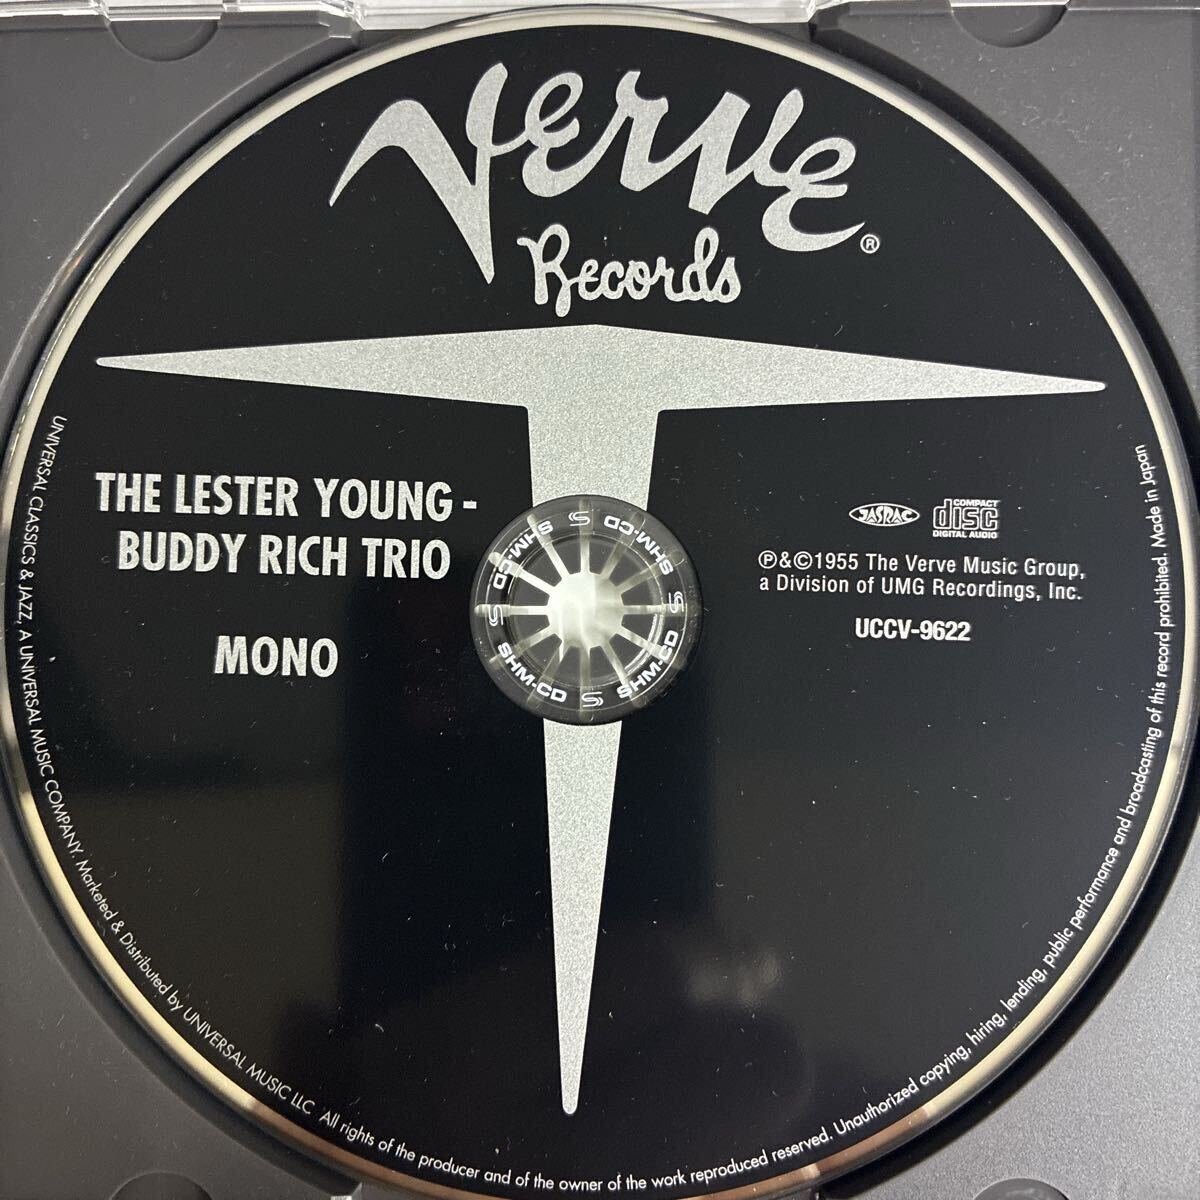 Verve®
Records
THE LESTER YOUNG -
BUDDY RICH TRIO
MONO
JASRAC
COMPACT
disc
DIGITAL AUDIO
℗&©1955 The Verve Music Group,
a Division of UMG Recordings, Inc.
UCCV-9622
SHM-CD S SHM-CD S SHM-CD S SHM-CD S
UNIVERSAL CLASSICS & JAZZ, A UNIVERSAL MUSIC COMPANY. Marketed & Distributed by UNIVERSAL MUSIC LLC All rights of the producer and of the owner of the work reproduced reserved. Unauthorized copying, hiring, lending, public performance and broadcasting of this record prohibited. Made in Japan